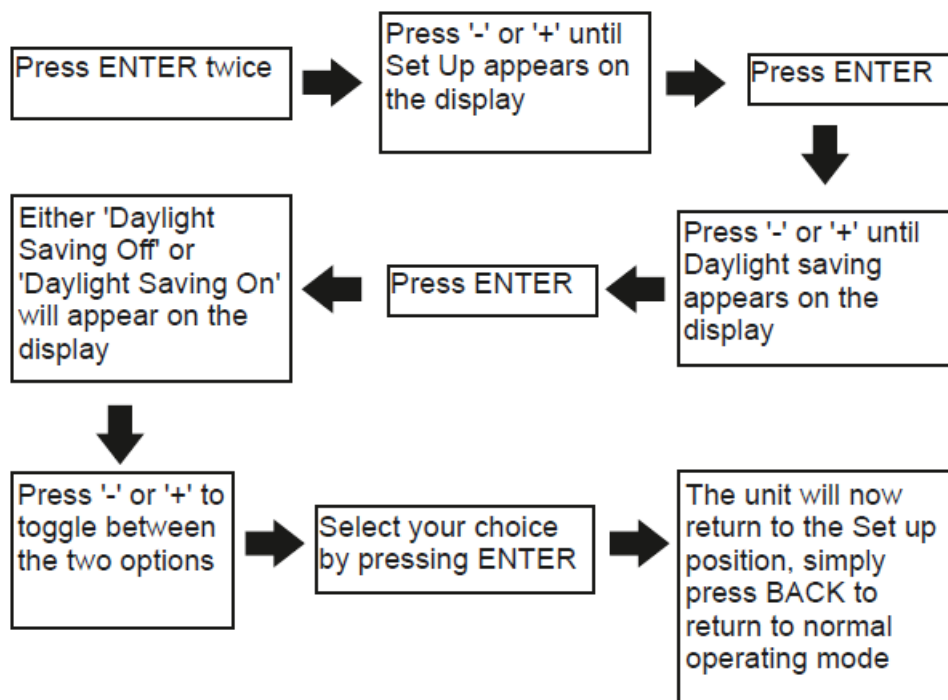 Press ENTER twice
Press '-' or '+' until
Set Up appears on
the display
Press ENTER
Press '-' or '+' until
Daylight saving
appears on the
display
Press ENTER
Either 'Daylight
Saving Off' or
'Daylight Saving On'
will appear on the
display
Press '-' or '+' to
toggle between
the two options
Select your choice
by pressing ENTER
The unit will now
return to the Set up
position, simply
press BACK to
return to normal
operating mode